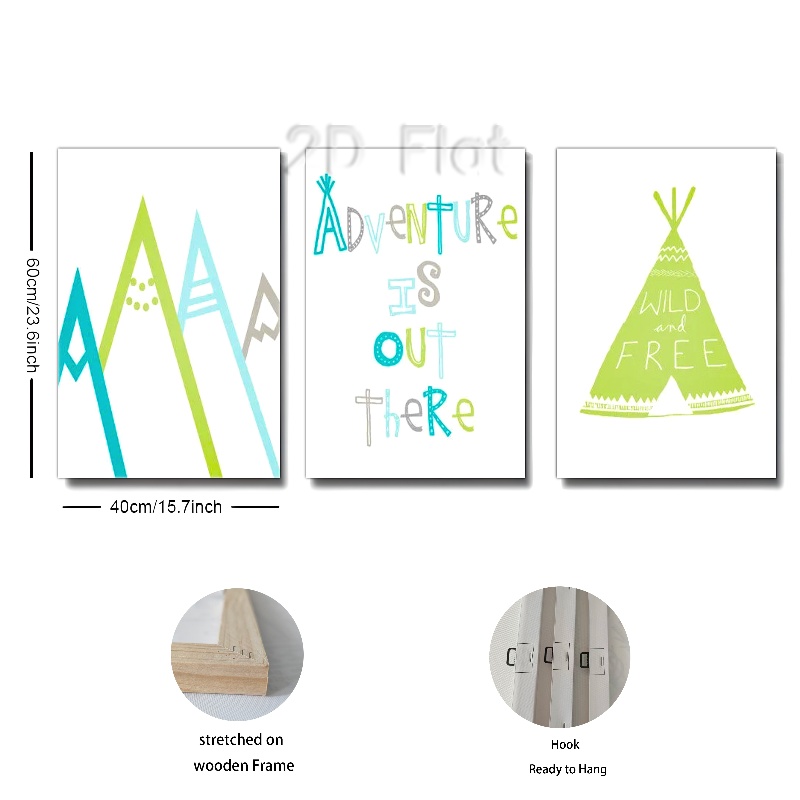 2D Flat
60cm/23.6inch
40cm/15.7inch
ADVENTURE
IS
OUT
THERE
WILD
and
FREE
stretched on
wooden Frame
Hook
Ready to Hang